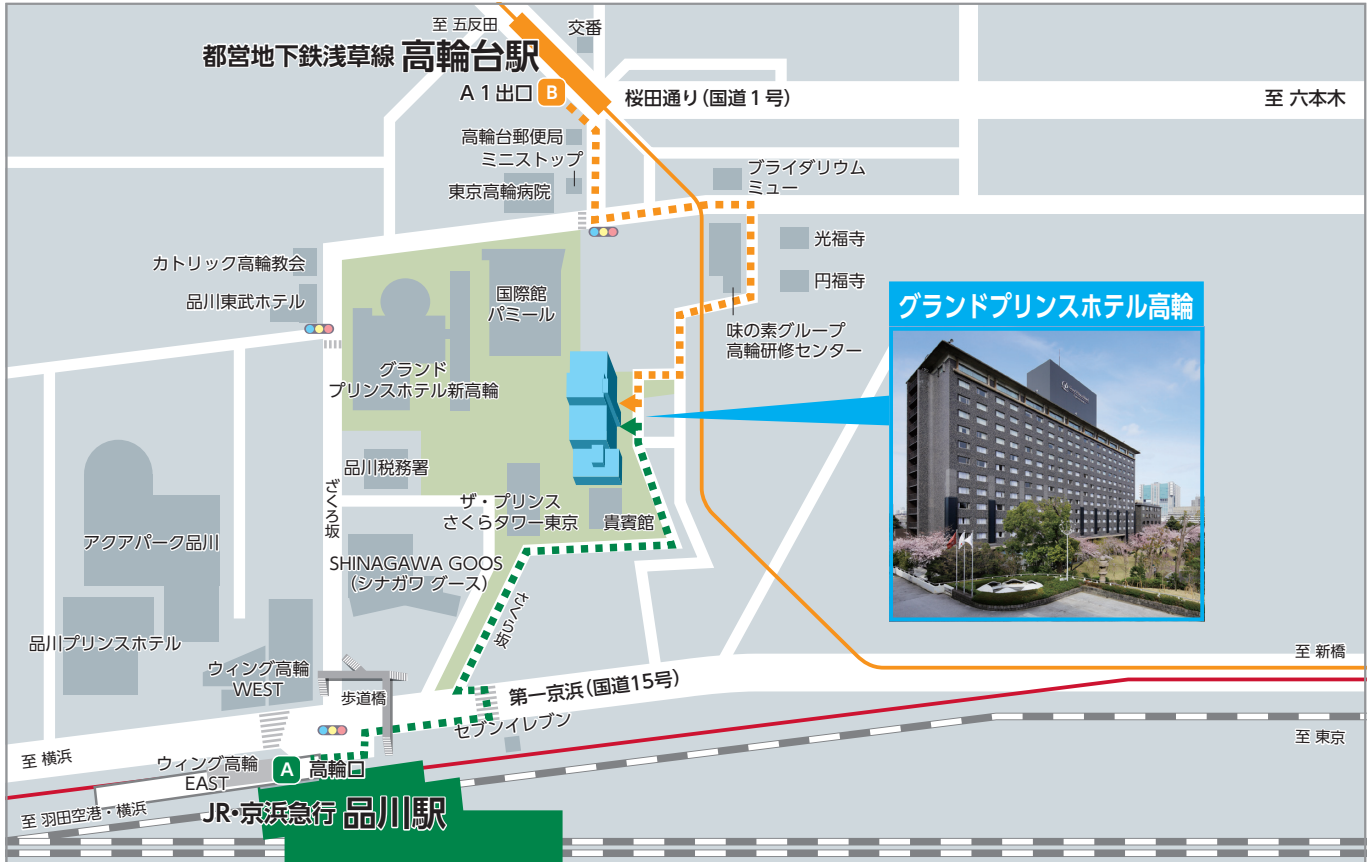 至 五反田
交番
都営地下鉄浅草線 高輪台駅
A1出口 B
桜田通り(国道1号)
至 六本木
高輪台郵便局
ミニストップ
東京高輪病院
ブライダリウム
ミュー
カトリック高輪教会
光福寺
品川東武ホテル
円福寺
国際館
パミール
グランドプリンスホテル高輪
味の素グループ
高輪研修センター
グランド
プリンスホテル新高輪
品川税務署
ざくろ坂
ザ・プリンス
さくらタワー東京
貴賓館
アクアパーク品川
SHINAGAWA GOOS
(シナガワ グース)
さくら坂
品川プリンスホテル
ウィング高輪
WEST
歩道橋
第一京浜(国道15号)
至 新橋
セブンイレブン
至 東京
至 横浜
ウィング高輪
EAST
A 高輪口
至 羽田空港・横浜
JR・京浜急行 品川駅